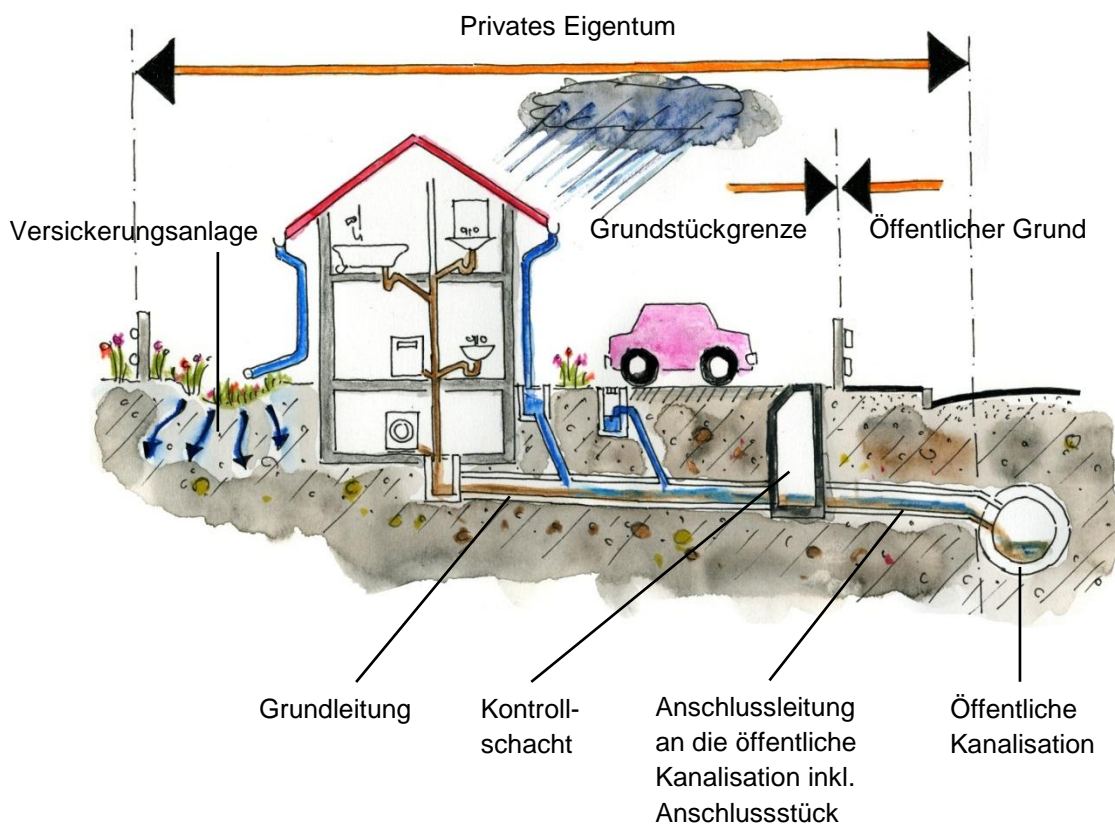 Privates Eigentum
Versickerungsanlage
Grundstückgrenze
Öffentlicher Grund
Grundleitung
Kontroll-
schacht
Anschlussleitung
an die öffentliche
Kanalisation inkl.
Anschlussstück
Öffentliche
Kanalisation